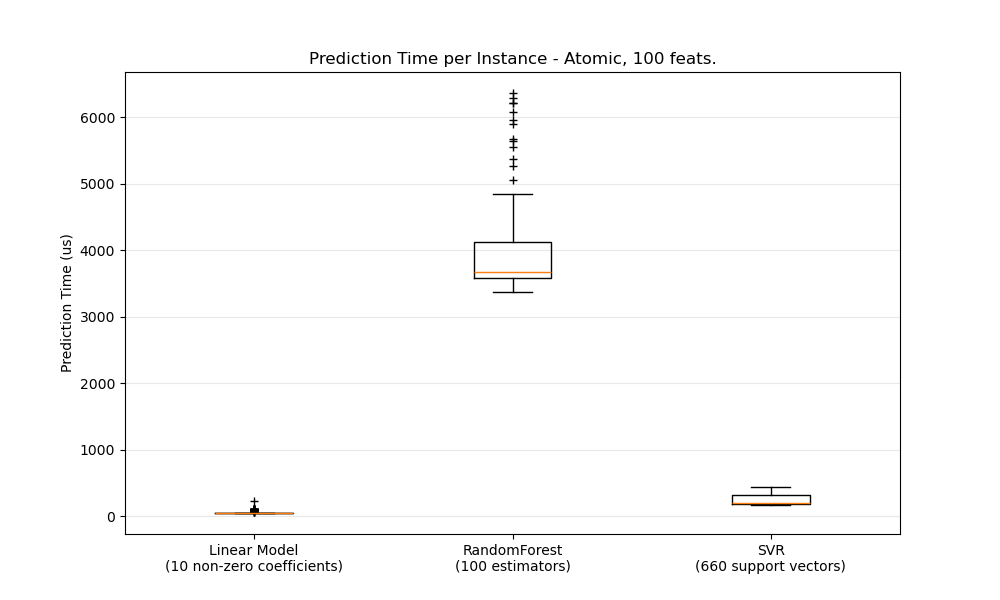 Prediction Time per Instance - Atomic, 100 feats.
Prediction Time (us)
6000
5000
4000
3000
2000
1000
0
Linear Model
(10 non-zero coefficients)
RandomForest
(100 estimators)
SVR
(660 support vectors)